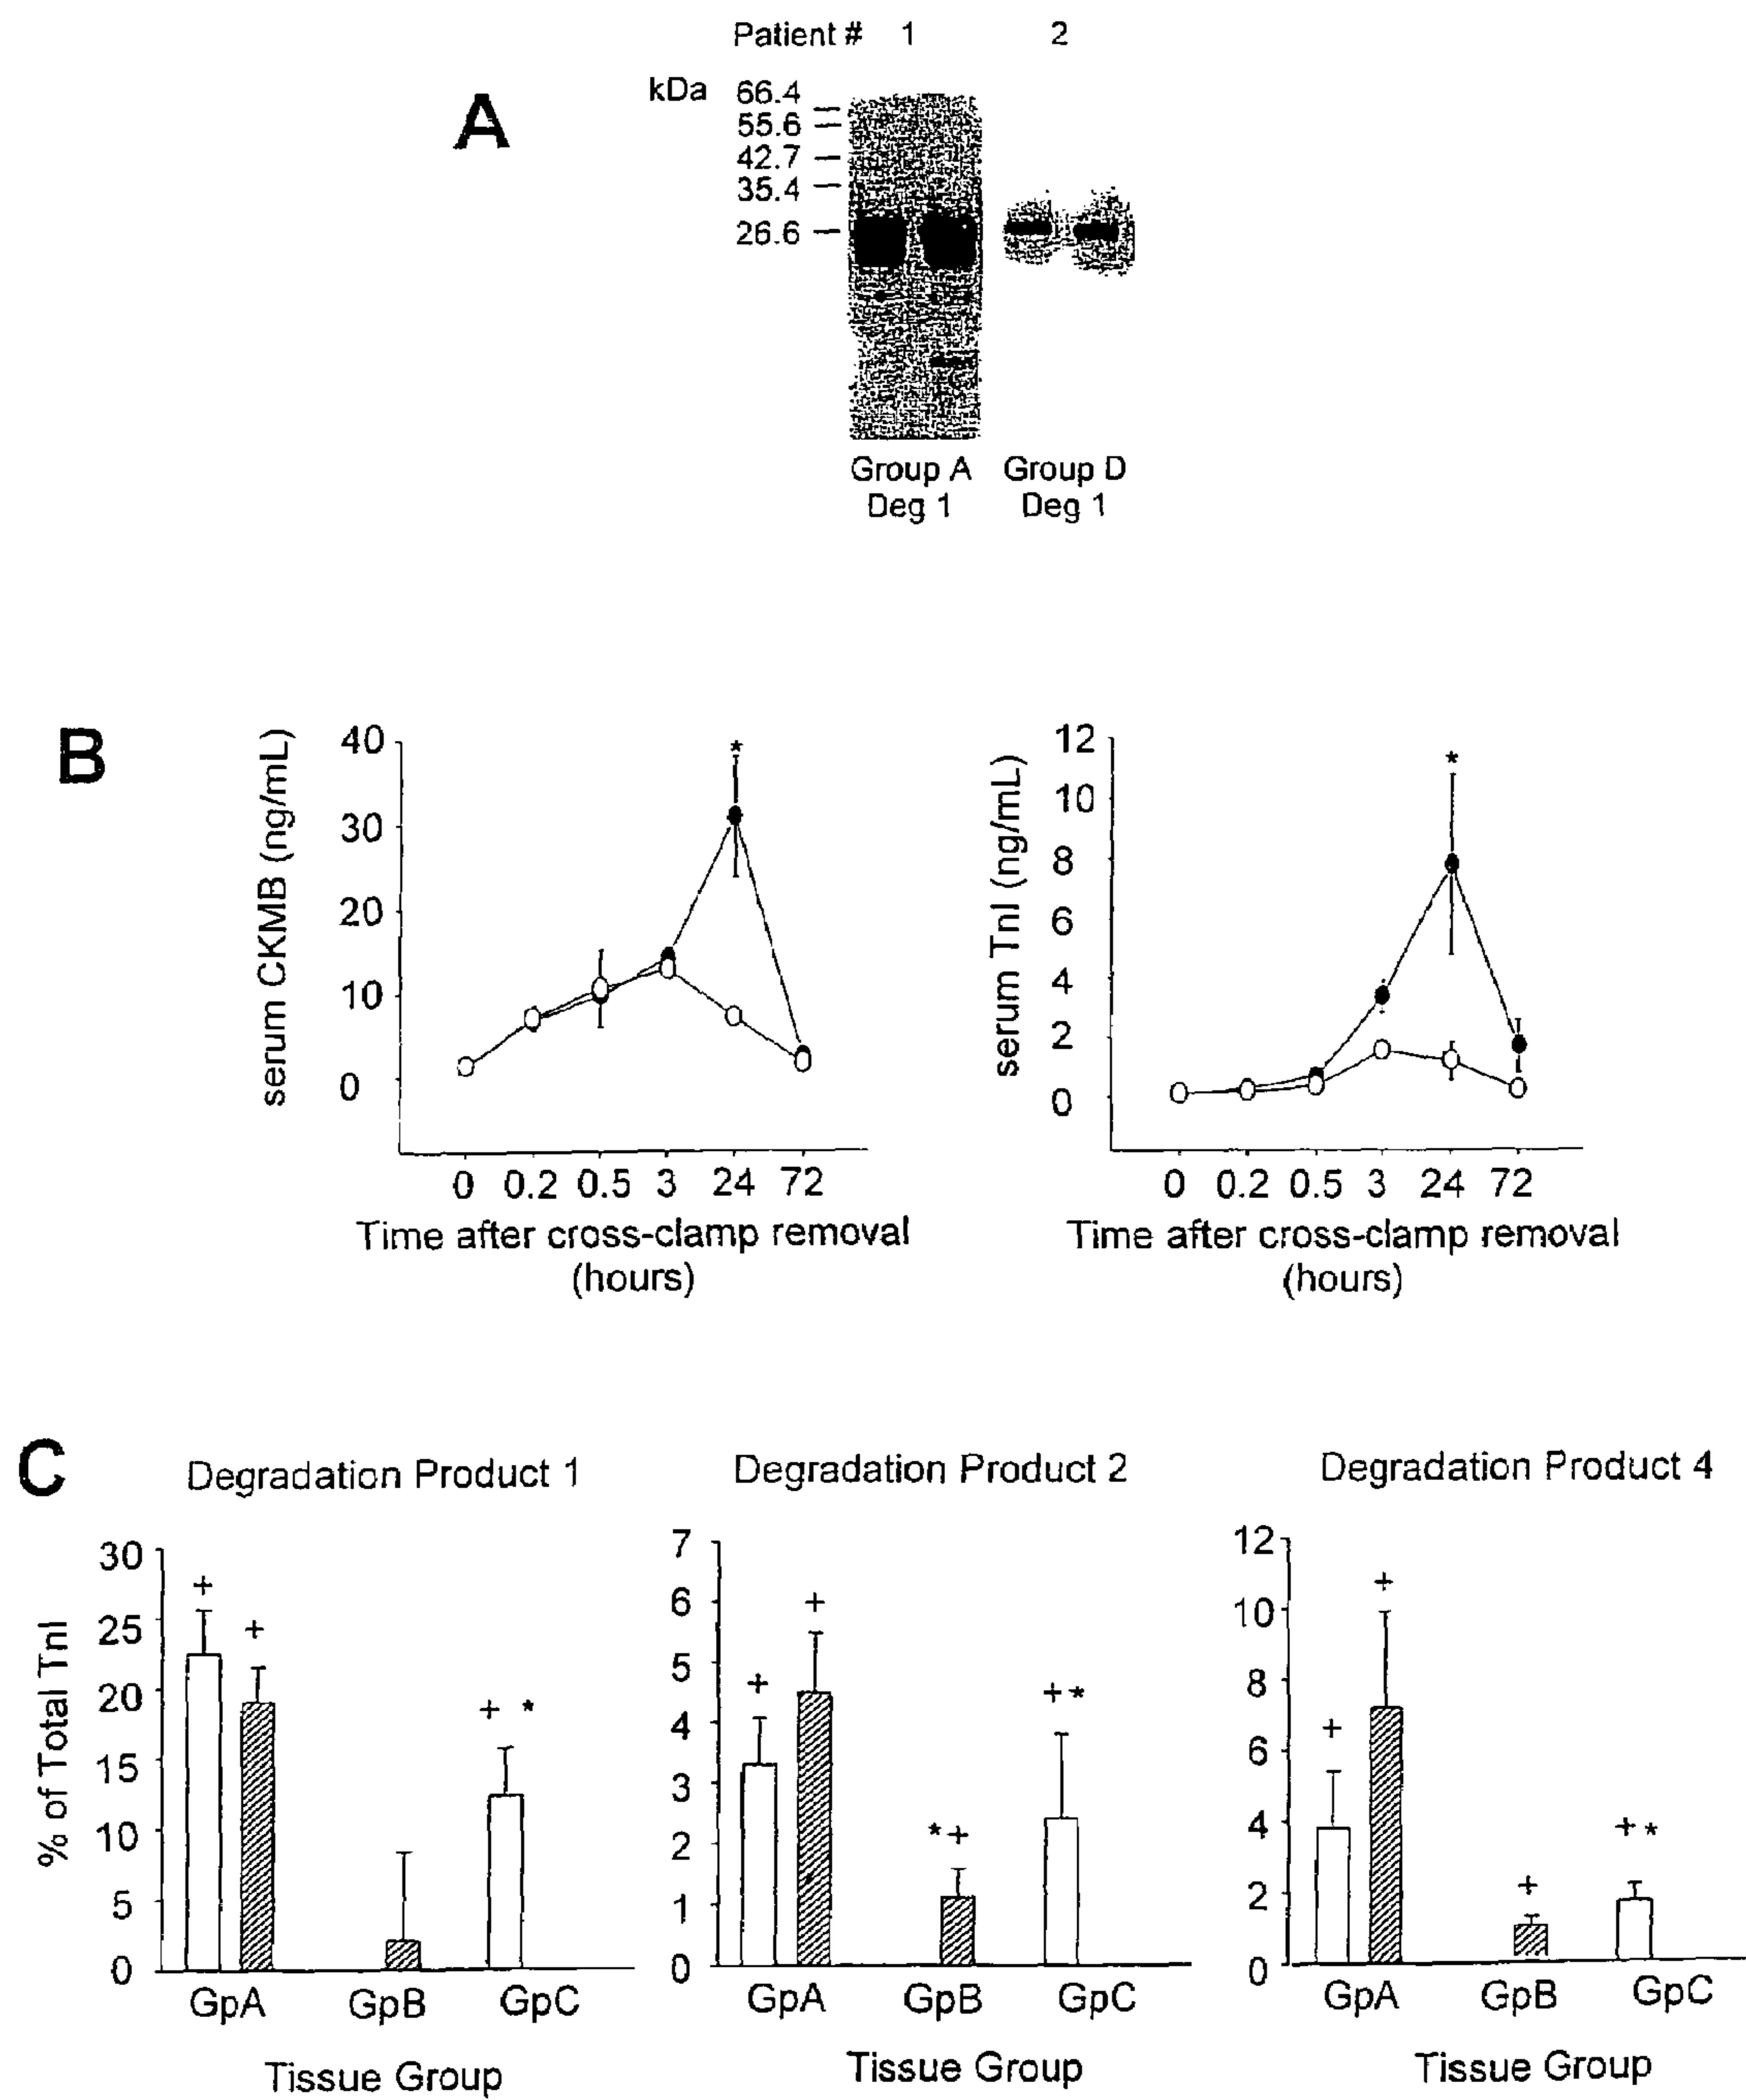 Patient # 1 2
A
kDa 66.4
55.6
42.7
35.4
26.6
Group A Group D
Deg 1 Deg 1
B
serum CKMB (ng/mL)
40
30
20
10
0
*
0 0.2 0.5 3 24 72
Time after cross-clamp removal
(hours)
serum TnI (ng/mL)
12
10
8
6
4
2
0
*
0 0.2 0.5 3 24 72
Time after cross-clamp removal
(hours)
C
Degradation Product 1
% of Total TnI
30
25
20
15
10
5
0
+
+
+ *
GpA GpB GpC
Tissue Group
Degradation Product 2
7
6
5
4
3
2
1
0
+
+
* +
+ *
GpA GpB GpC
Tissue Group
Degradation Product 4
12
10
8
6
4
2
0
+
+
+
+ *
GpA GpB GpC
Tissue Group